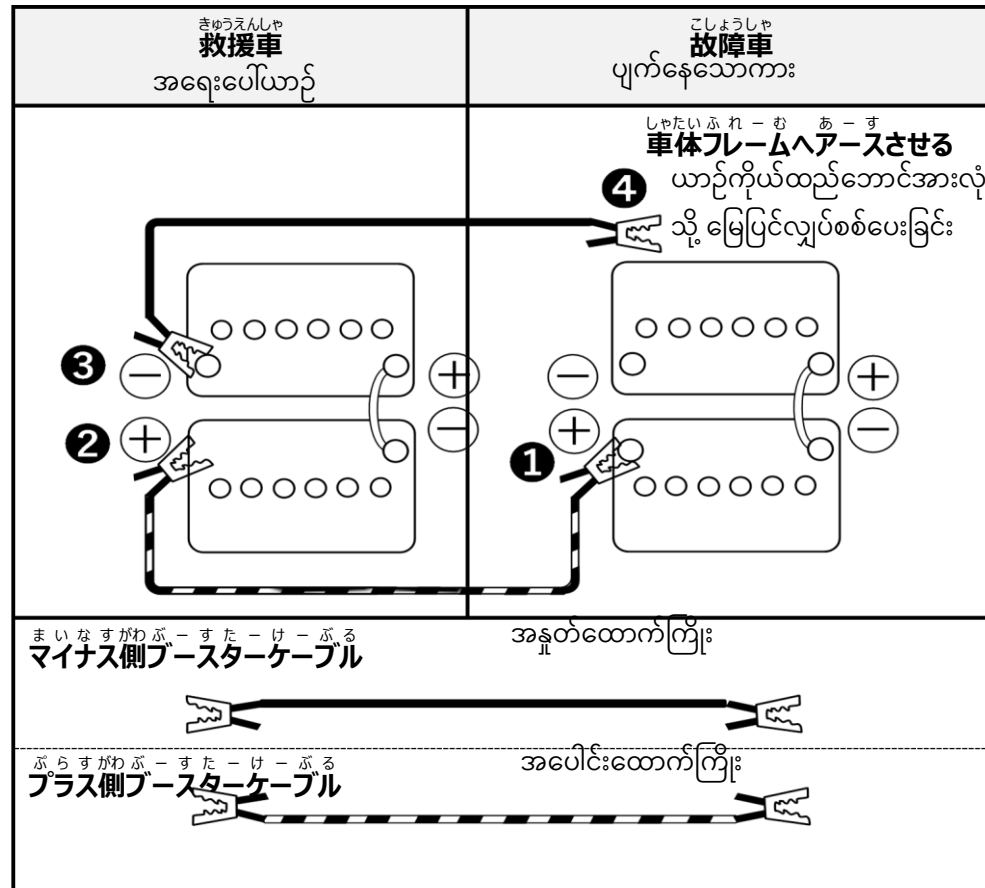 きゅうえんしゃ
救援車
အရေးပေါ်ယာဉ်
こしょうしゃ
故障車
ပျက်နေသောကား
しゃたいふれーむ あーす
車体フレームへアースさせる
❹ ယာဉ်ကိုယ်ထည်ဘောင်အားလုံ
သို့ မြေပြင်လျှပ်စစ်ပေးခြင်း
❸
− + − +
❷ + − + −
❶
まいなすがわぶーすたーけーぶる
マイナス側ブースターケーブル
အနှုတ်ထောက်ကြိုး
ぷらすがわぶーすたーけーぶる
プラス側ブースターケーブル
အပေါင်းထောက်ကြိုး